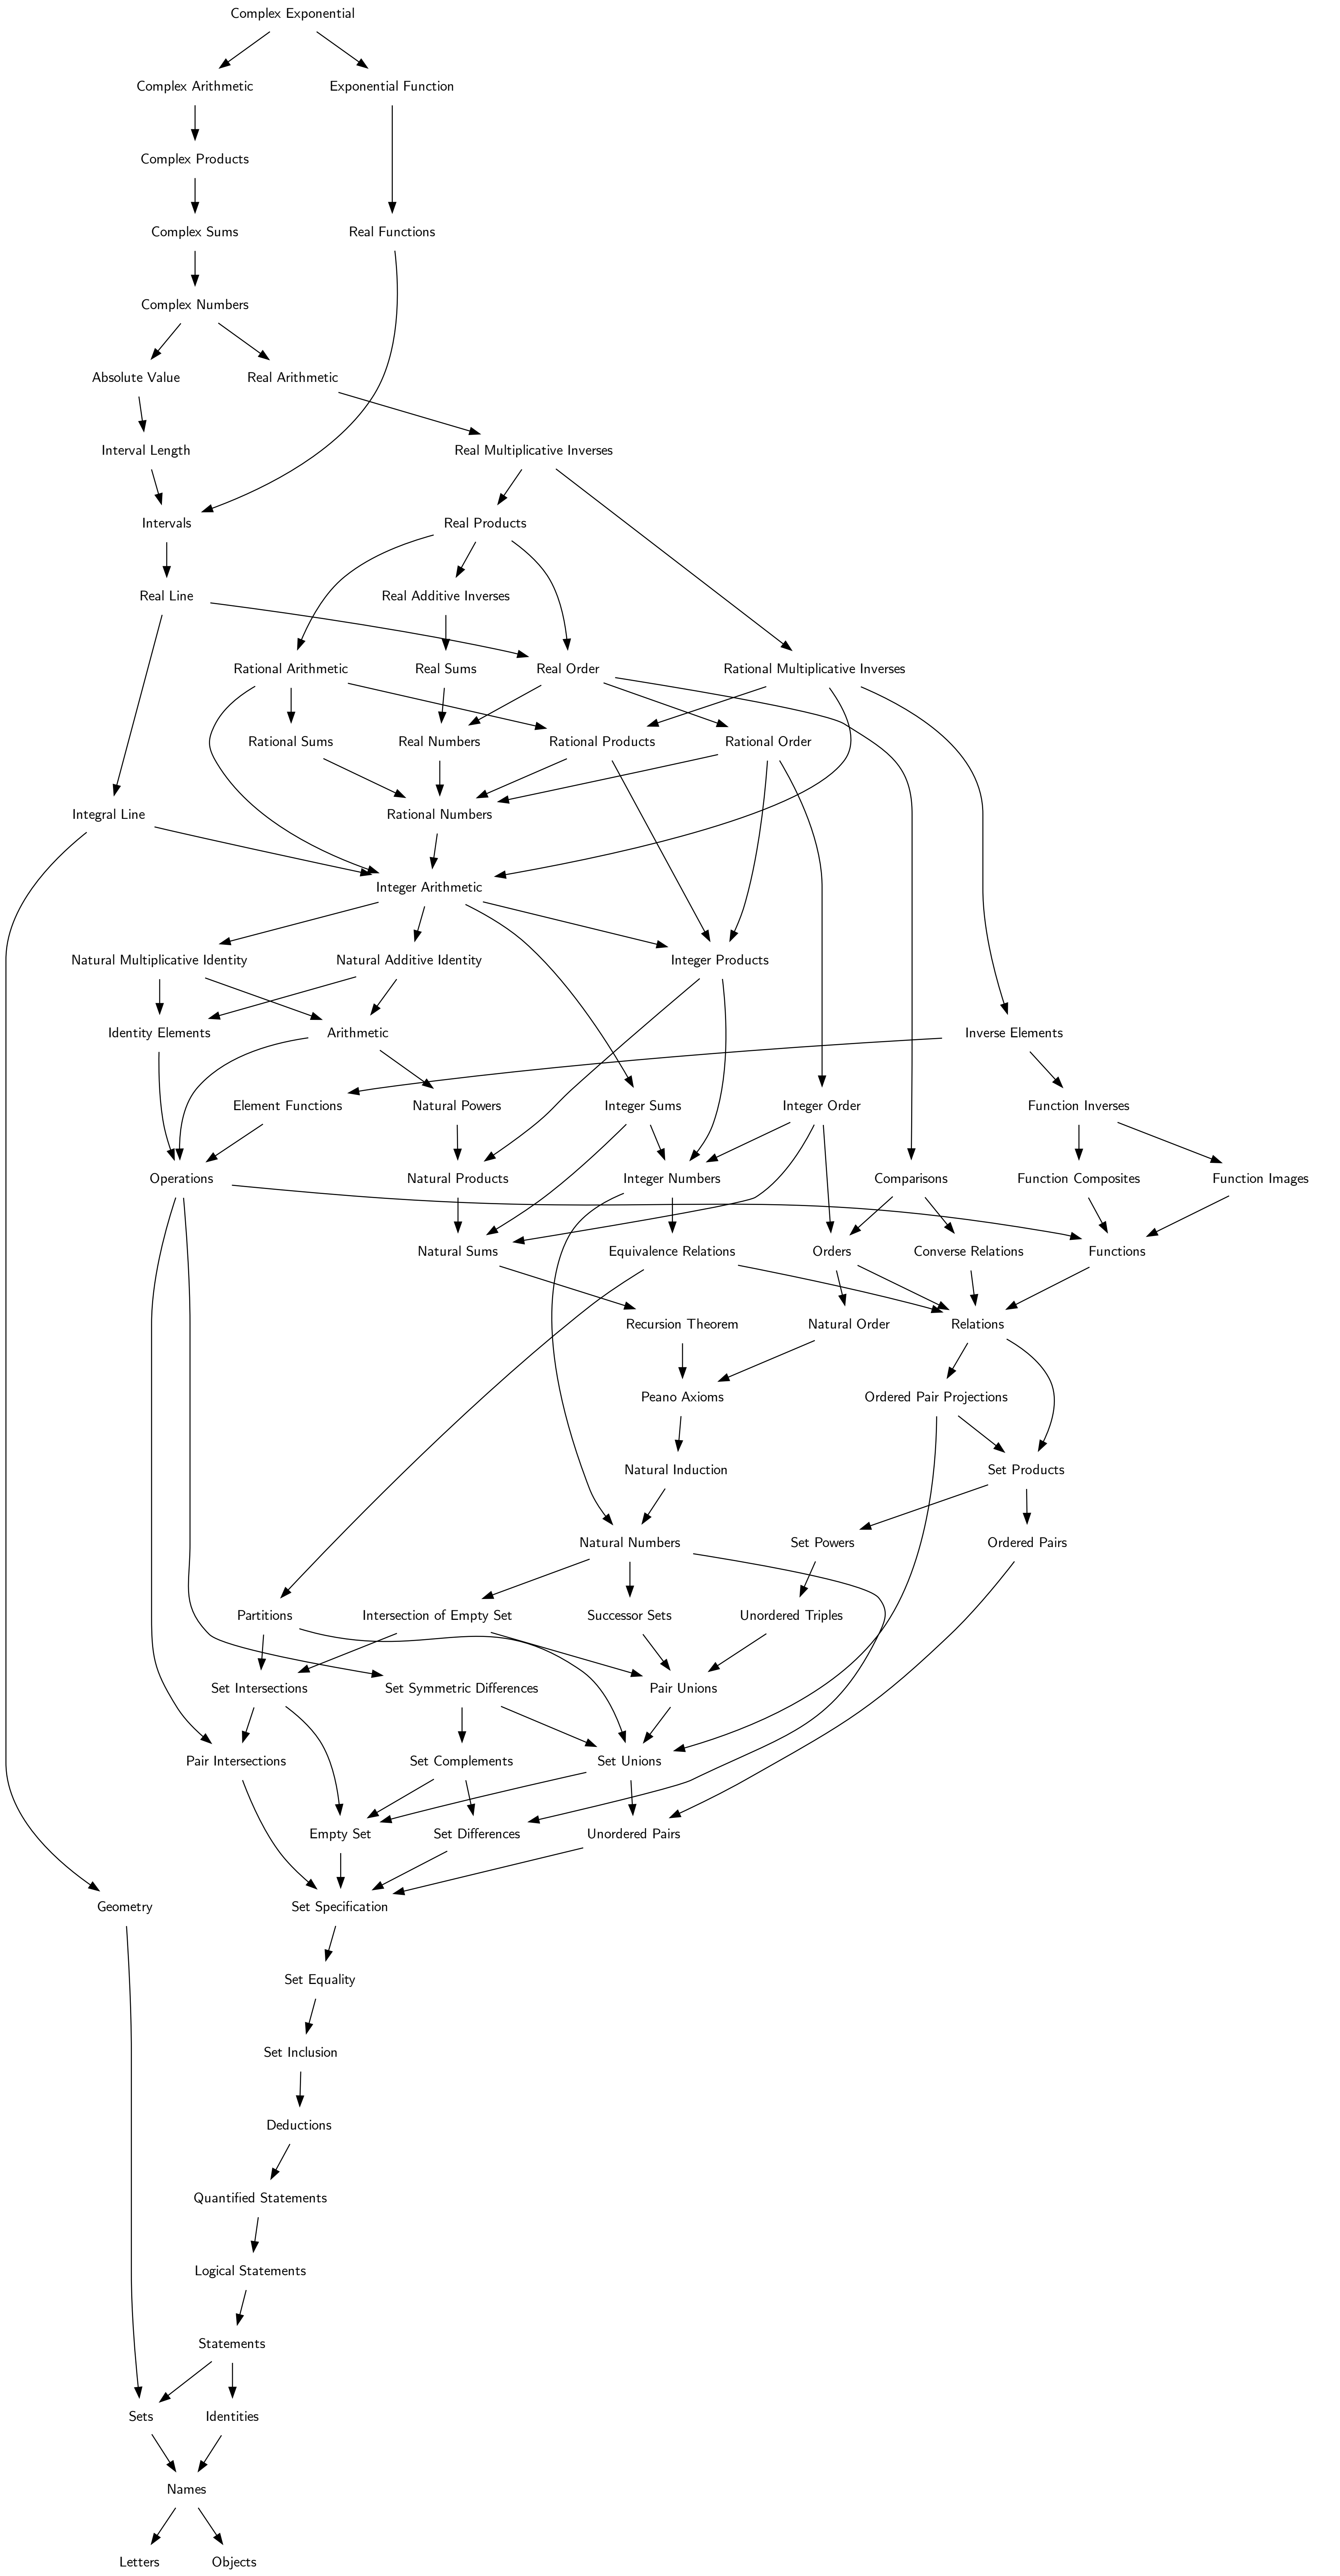 Complex Exponential
Complex Arithmetic
Exponential Function
Complex Products
Complex Sums
Real Functions
Complex Numbers
Absolute Value
Real Arithmetic
Interval Length
Real Multiplicative Inverses
Intervals
Real Products
Real Line
Real Additive Inverses
Rational Arithmetic
Real Sums
Real Order
Rational Multiplicative Inverses
Rational Sums
Real Numbers
Rational Products
Rational Order
Integral Line
Rational Numbers
Integer Arithmetic
Natural Multiplicative Identity
Natural Additive Identity
Integer Products
Identity Elements
Arithmetic
Inverse Elements
Element Functions
Natural Powers
Integer Sums
Integer Order
Function Inverses
Operations
Natural Products
Integer Numbers
Comparisons
Function Composites
Function Images
Natural Sums
Equivalence Relations
Orders
Converse Relations
Functions
Recursion Theorem
Natural Order
Relations
Peano Axioms
Ordered Pair Projections
Natural Induction
Set Products
Natural Numbers
Set Powers
Ordered Pairs
Partitions
Intersection of Empty Set
Successor Sets
Unordered Triples
Set Intersections
Set Symmetric Differences
Pair Unions
Pair Intersections
Set Complements
Set Unions
Empty Set
Set Differences
Unordered Pairs
Geometry
Set Specification
Set Equality
Set Inclusion
Deductions
Quantified Statements
Logical Statements
Statements
Sets
Identities
Names
Letters
Objects